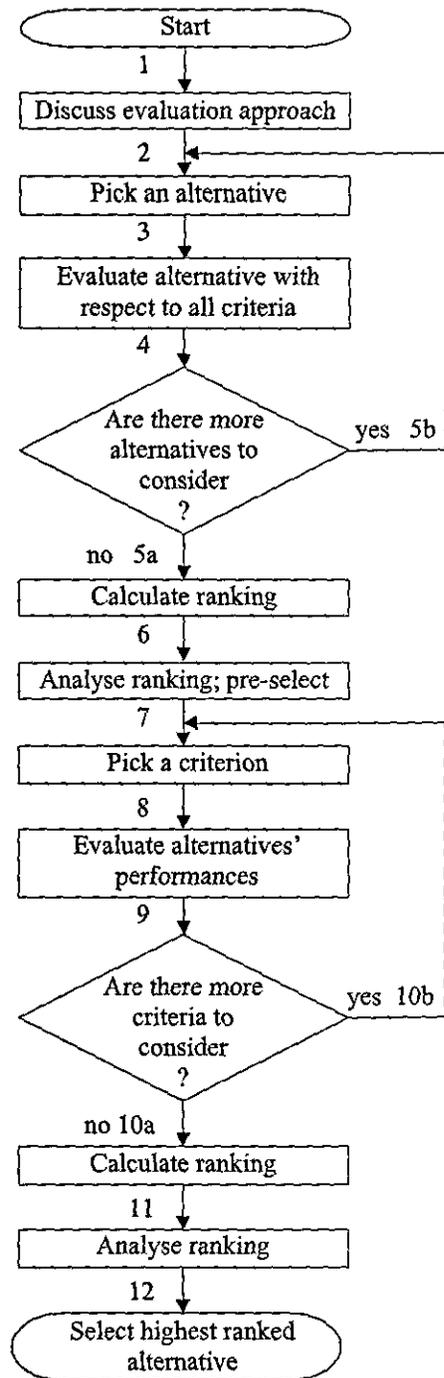 Start
1
Discuss evaluation approach
2
Pick an alternative
3
Evaluate alternative with
respect to all criteria
4
Are there more
alternatives to
consider
?
yes 5b
no 5a
Calculate ranking
6
Analyse ranking; pre-select
7
Pick a criterion
8
Evaluate alternatives'
performances
9
Are there more
criteria to
consider
?
yes 10b
no 10a
Calculate ranking
11
Analyse ranking
12
Select highest ranked
alternative